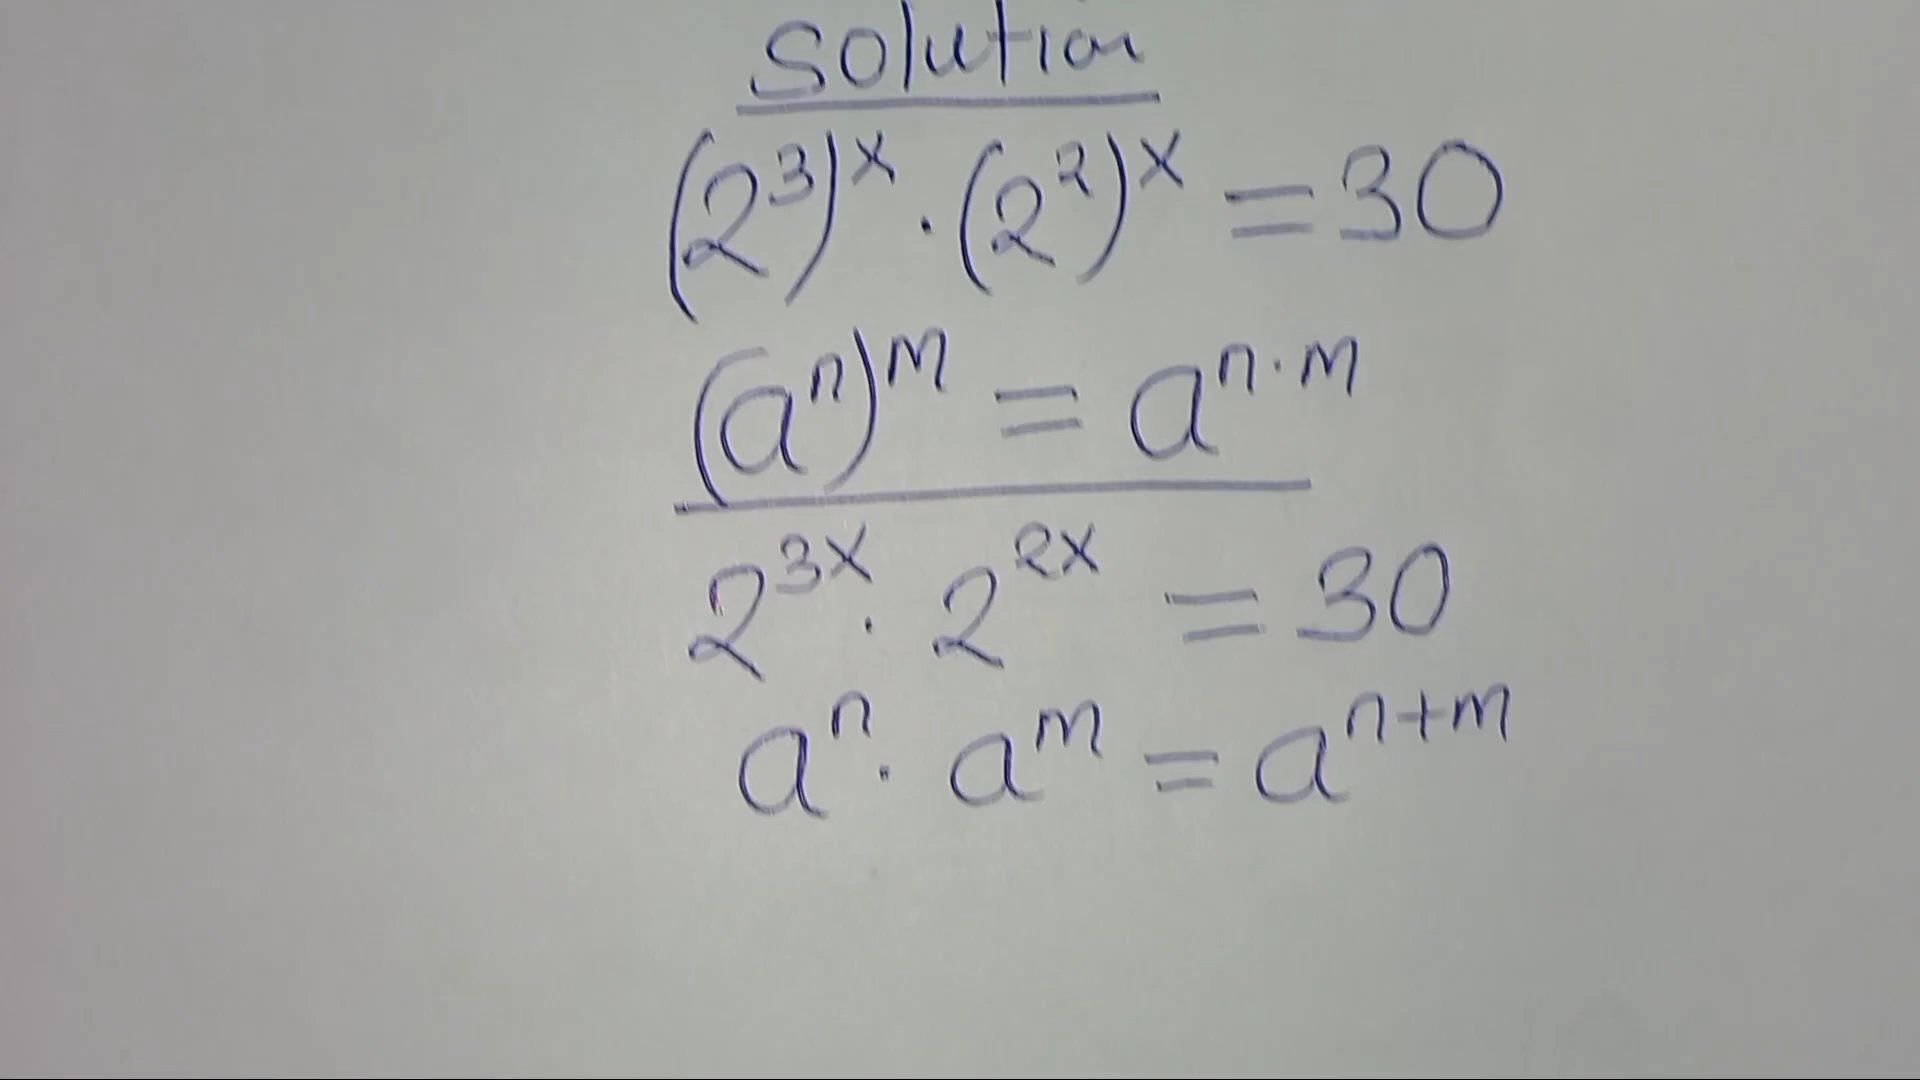 Solution
(2³)ˣ · (2²)ˣ = 30
(aⁿ)ᵐ = aⁿ·ᵐ
2³ˣ · 2²ˣ = 30
aⁿ · aᵐ = aⁿ⁺ᵐ